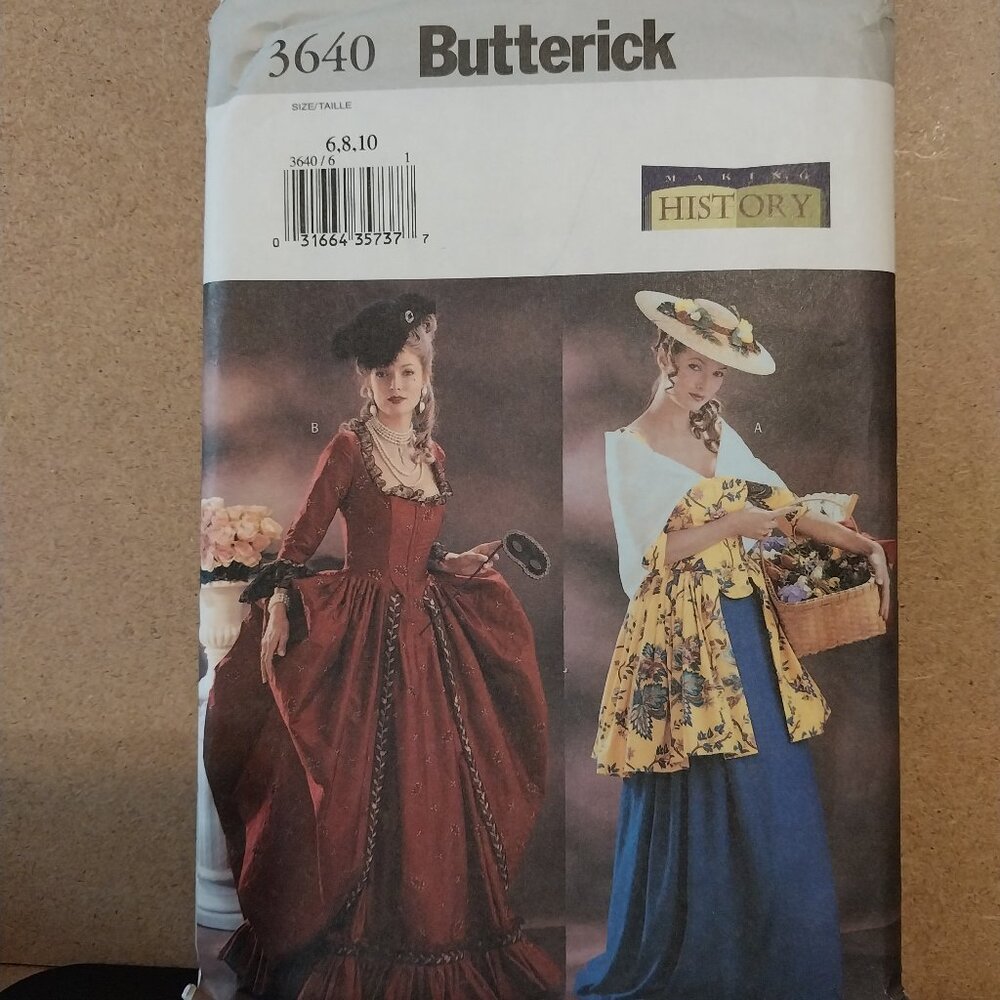 3640 Butterick
SIZE/TAILLE
6,8,10
3640 / 6 1
0 31664 35737 7
MAKING
HISTORY
B
A